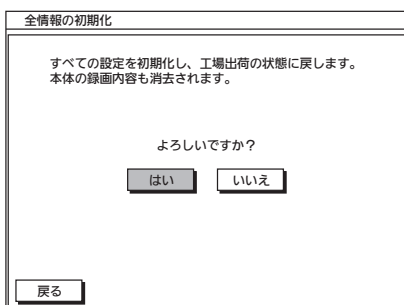 全情報の初期化
すべての設定を初期化し、工場出荷の状態に戻します。
本体の録画内容も消去されます。
よろしいですか？
はい いいえ
戻る